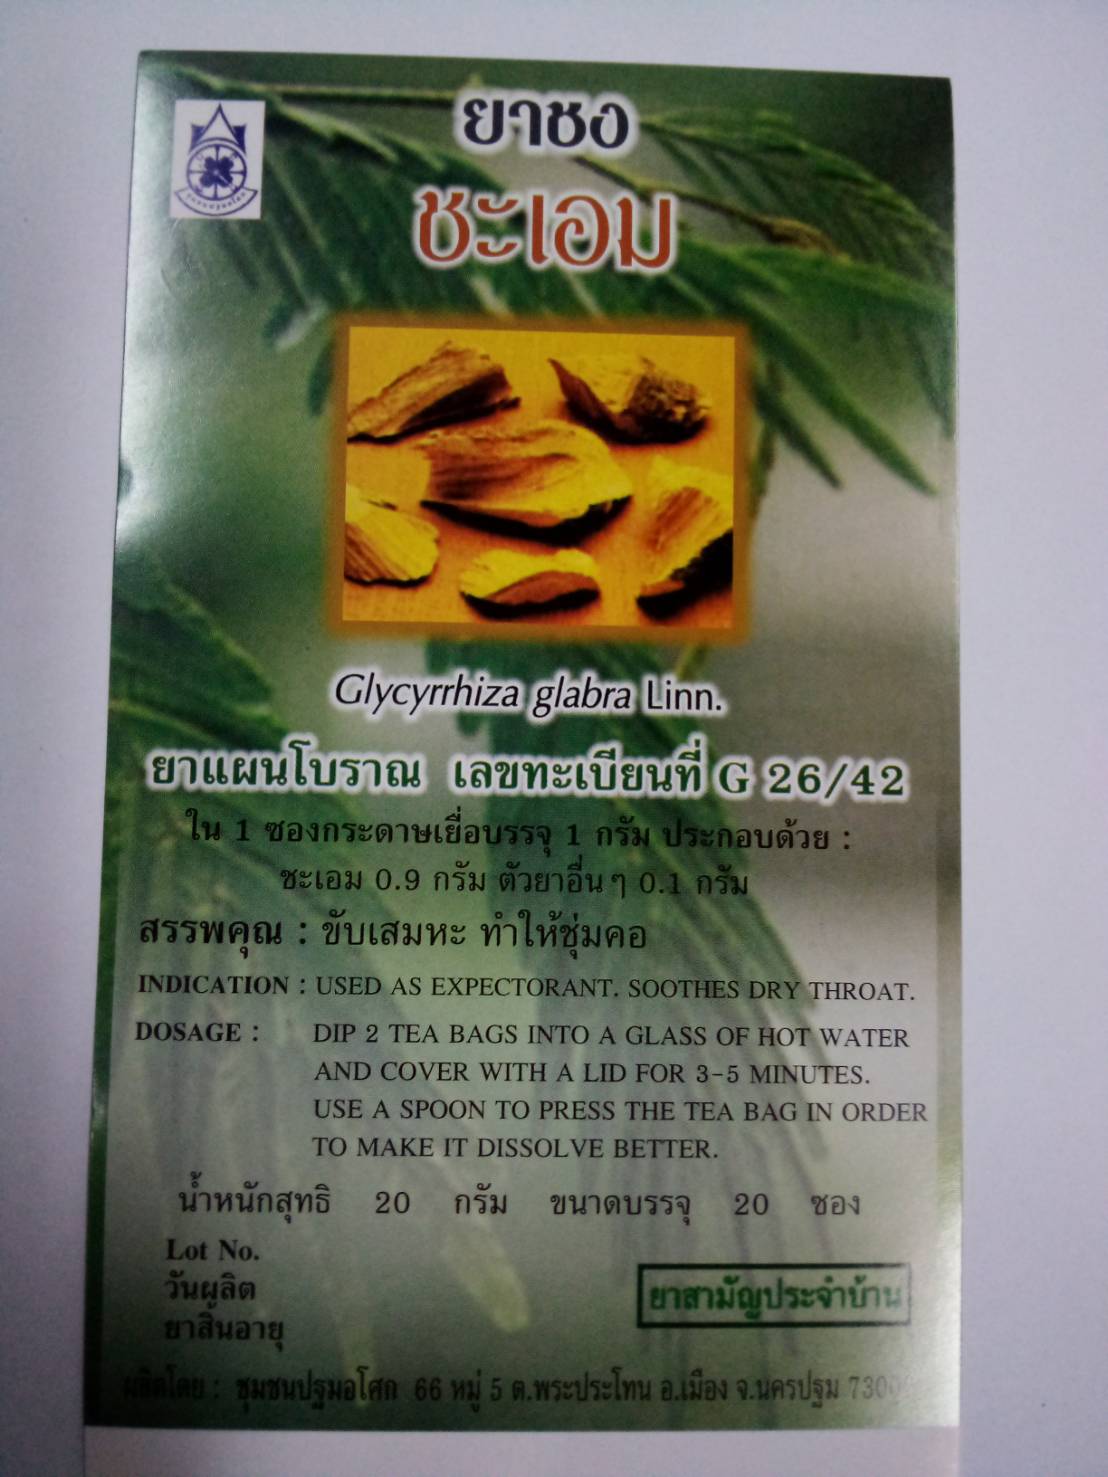 ยาชง
ชะเอม
Glycyrrhiza glabra Linn.
ยาแผนโบราณ เลขทะเบียนที่ G 26/42
ใน 1 ซองกระดาษเยื่อบรรจุ 1 กรัม ประกอบด้วย :
ชะเอม 0.9 กรัม ตัวยาอื่นๆ 0.1 กรัม
สรรพคุณ : ขับเสมหะ ทำให้ชุ่มคอ
INDICATION : USED AS EXPECTORANT. SOOTHES DRY THROAT.
DOSAGE : DIP 2 TEA BAGS INTO A GLASS OF HOT WATER
AND COVER WITH A LID FOR 3-5 MINUTES.
USE A SPOON TO PRESS THE TEA BAG IN ORDER
TO MAKE IT DISSOLVE BETTER.
น้ำหนักสุทธิ 20 กรัม ขนาดบรรจุ 20 ซอง
Lot No.
วันผลิต
ยาสิ้นอายุ
ยาสามัญประจำบ้าน
ผลิตโดย : ชุมชนปฐมอโศก 66 หมู่ 5 ต.พระประโทน อ.เมือง จ.นครปฐม 73000